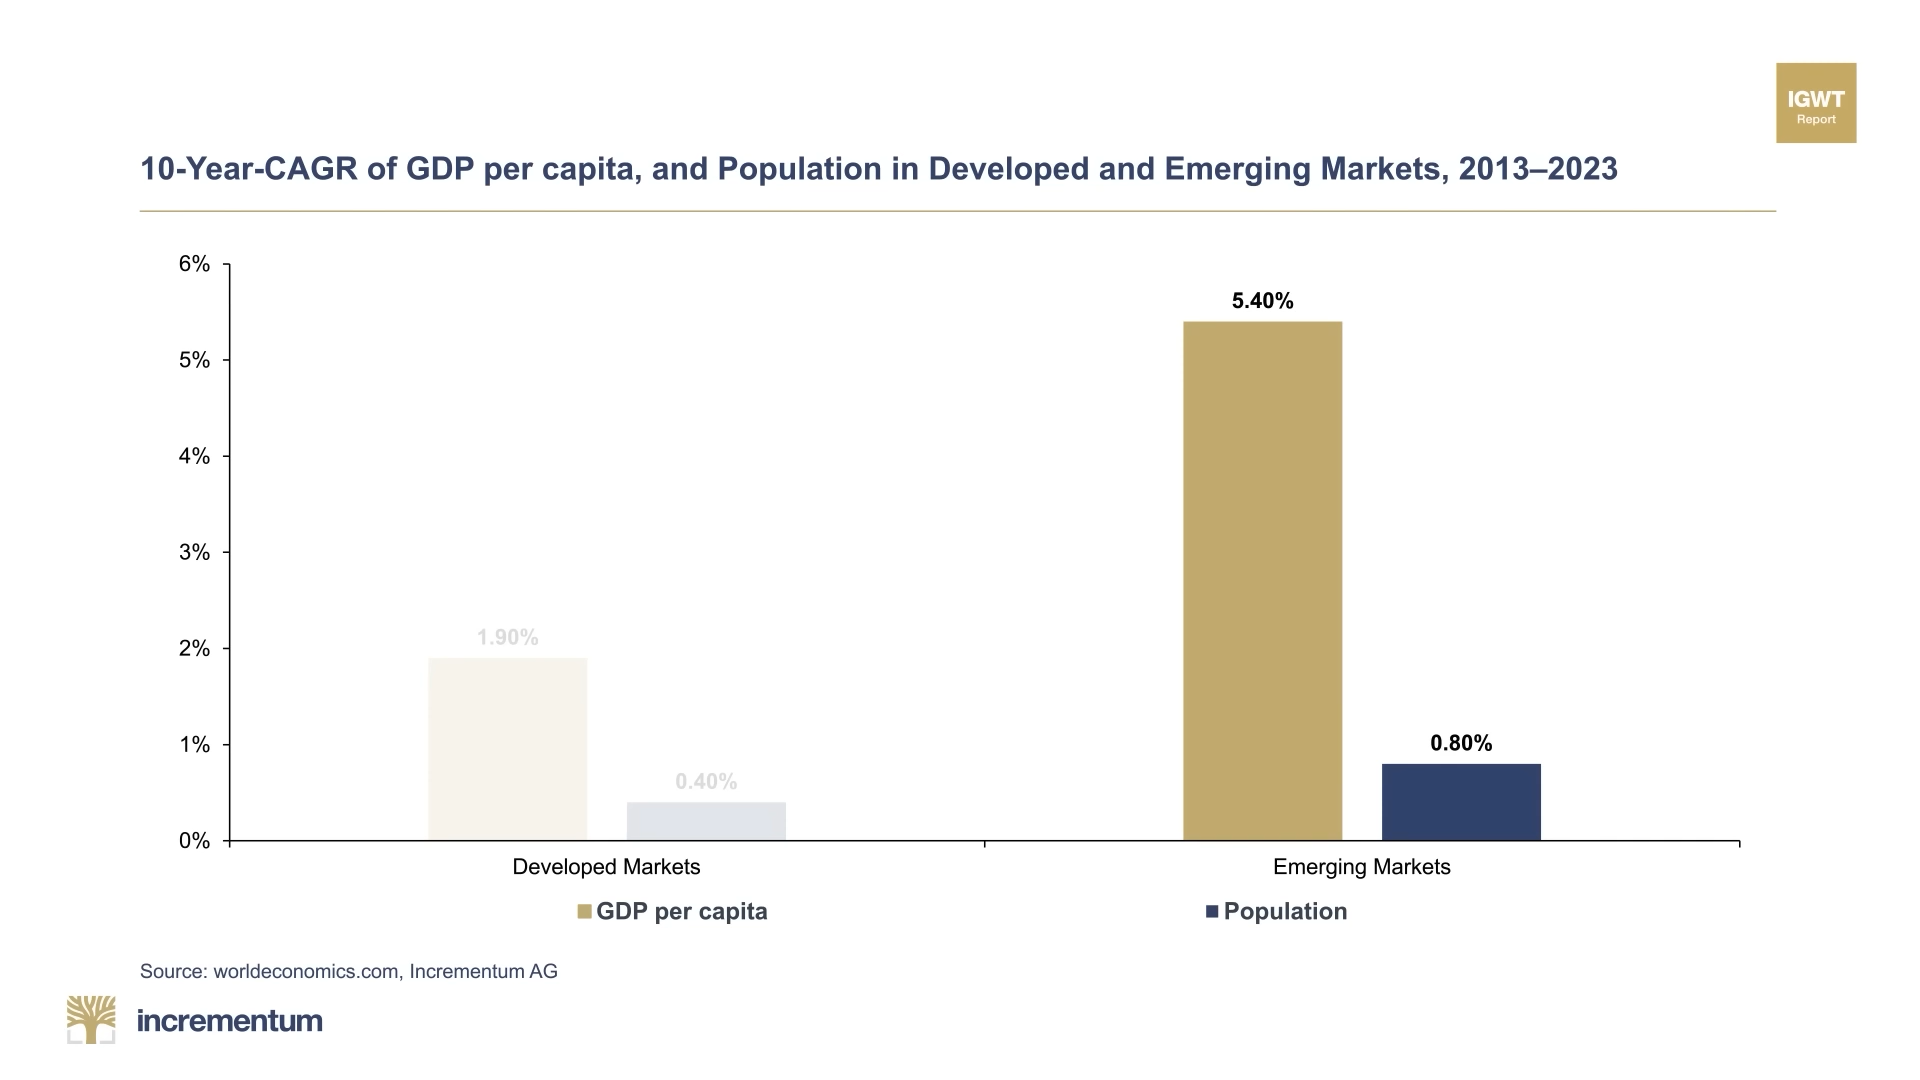 IGWT
Report
10-Year-CAGR of GDP per capita, and Population in Developed and Emerging Markets, 2013–2023
6%
5%
4%
3%
2%
1%
0%
1.90%
0.40%
5.40%
0.80%
Developed Markets
Emerging Markets
GDP per capita
Population
Source: worldeconomics.com, Incrementum AG
incrementum